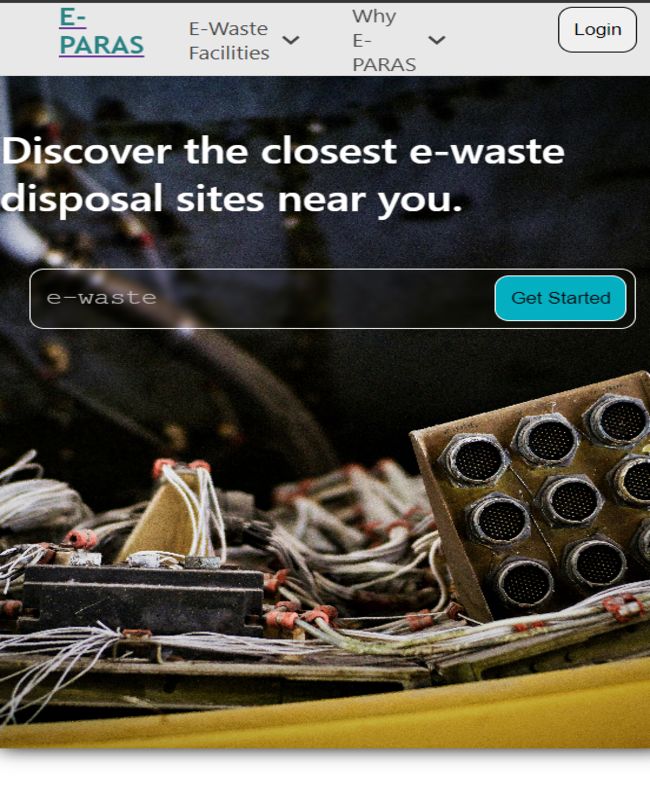 E-
PARAS
E-Waste
Facilities
Why
E-
PARAS
Login
Discover the closest e-waste
disposal sites near you.
e-waste
Get Started